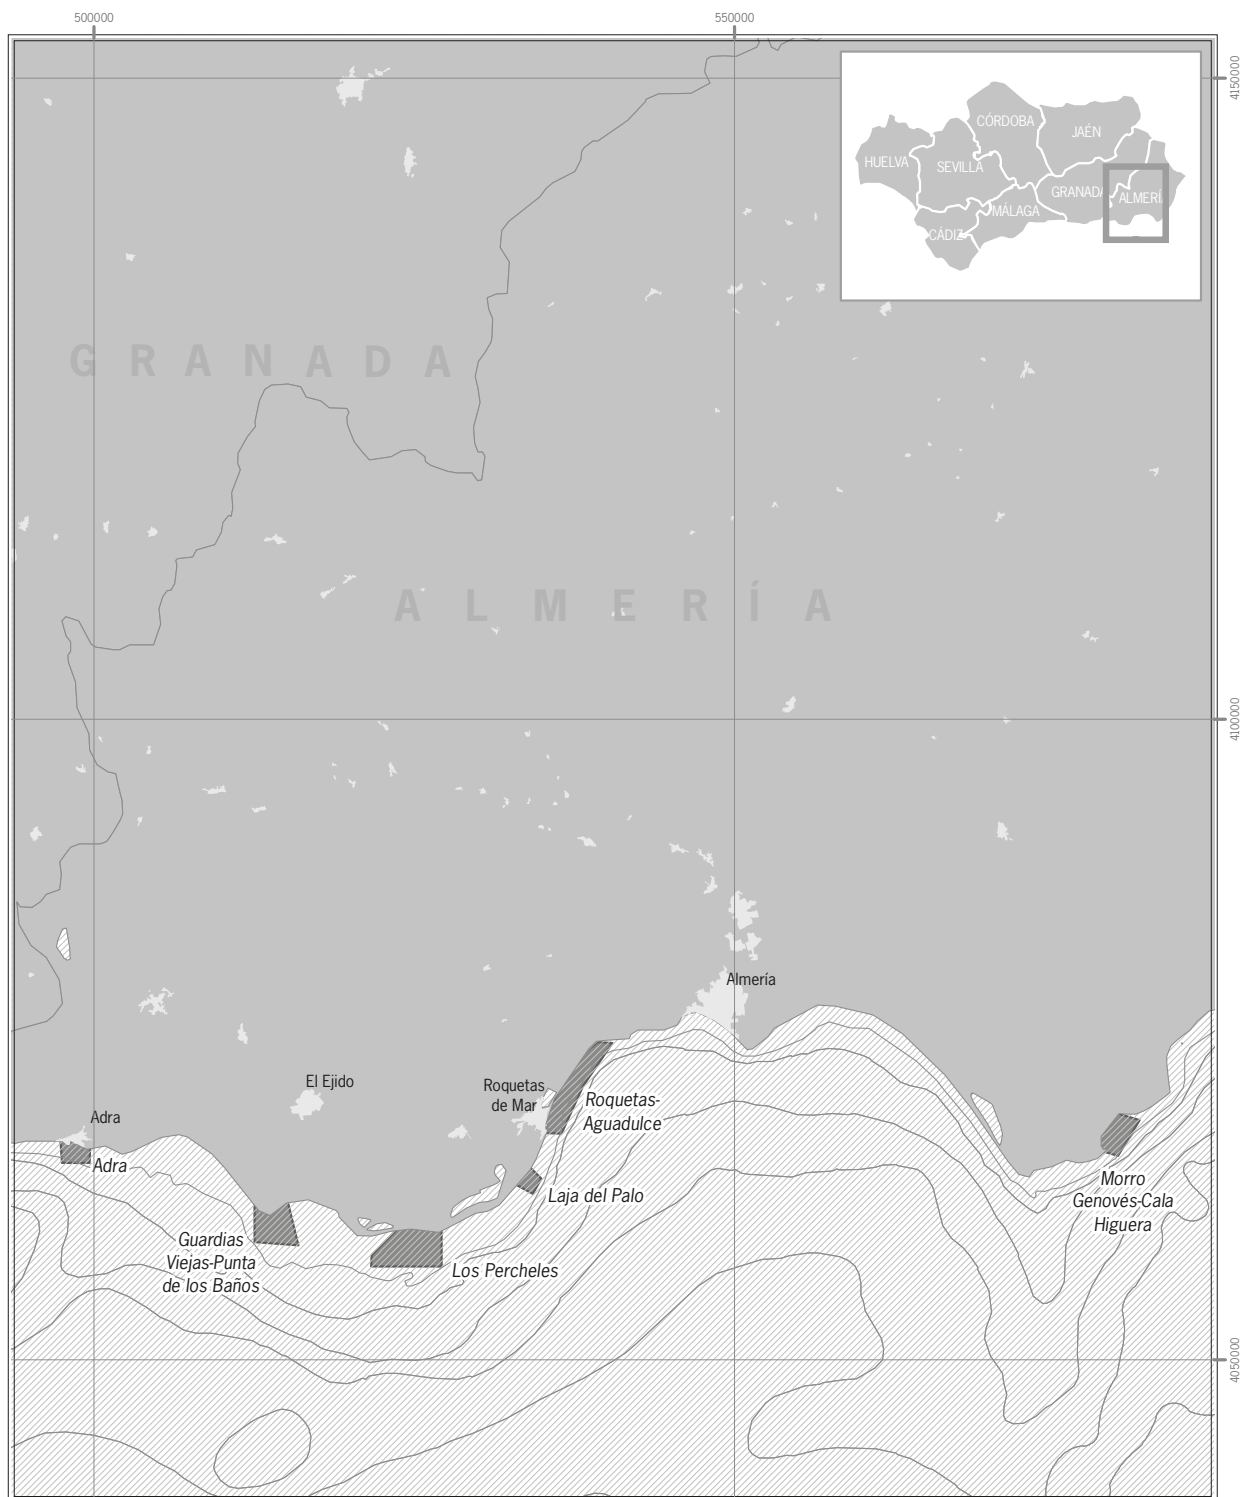 500000
550000
4150000
CÓRDOBA
JAÉN
HUELVA
SEVILLA
GRANADA
ALMERÍ
MÁLAGA
CÁDIZ
GRANADA
ALMERÍA
4100000
Almería
El Ejido
Roquetas
de Mar
Adra
Roquetas-
Aguadulce
Adra
Laja del Palo
Morro
Genovés-Cala
Higuera
Guardias
Viejas-Punta
de los Baños
Los Percheles
4050000